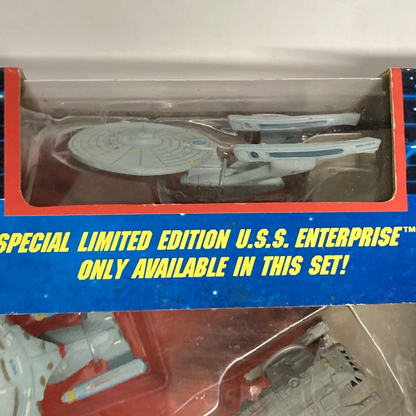 SPECIAL LIMITED EDITION U.S.S. ENTERPRISE™
ONLY AVAILABLE IN THIS SET!